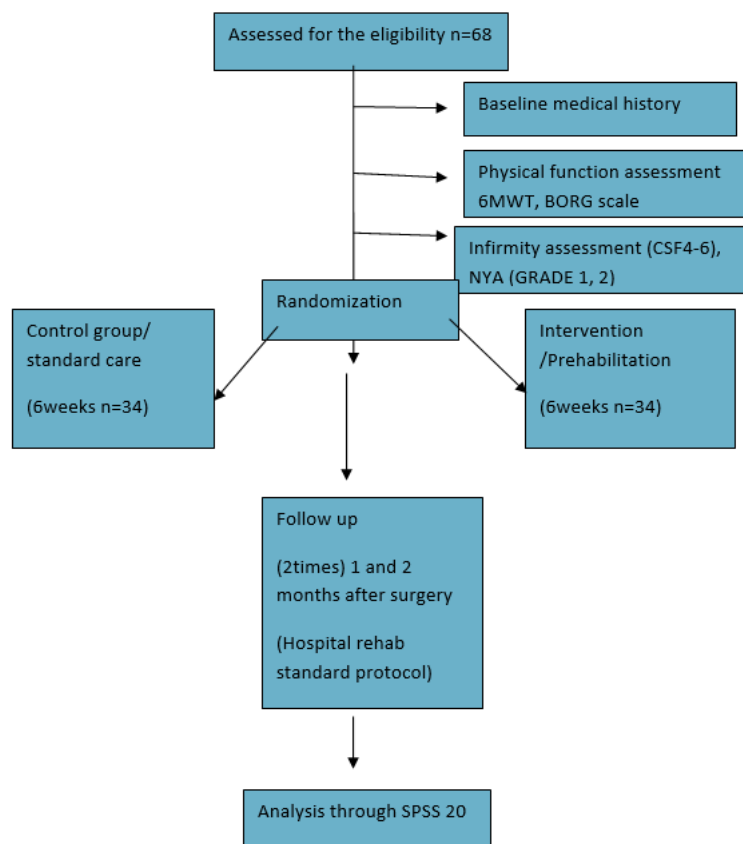 Assessed for the eligibility n=68
Baseline medical history
Physical function assessment
6MWT, BORG scale
Infirmity assessment (CSF4-6),
NYA (GRADE 1, 2)
Randomization
Control group/
standard care
(6weeks n=34)
Intervention
/Prehabilitation
(6weeks n=34)
Follow up
(2times) 1 and 2
months after surgery
(Hospital rehab
standard protocol)
Analysis through SPSS 20